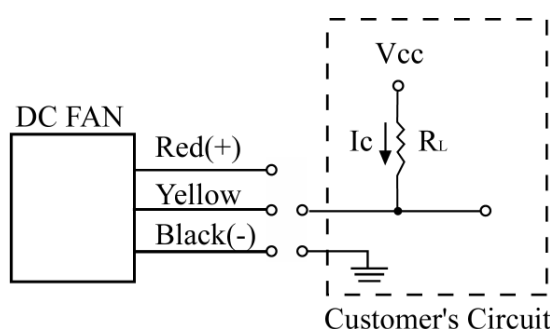 Vcc
DC FAN
Ic RL
Red(+)
Yellow
Black(-)
Customer's Circuit